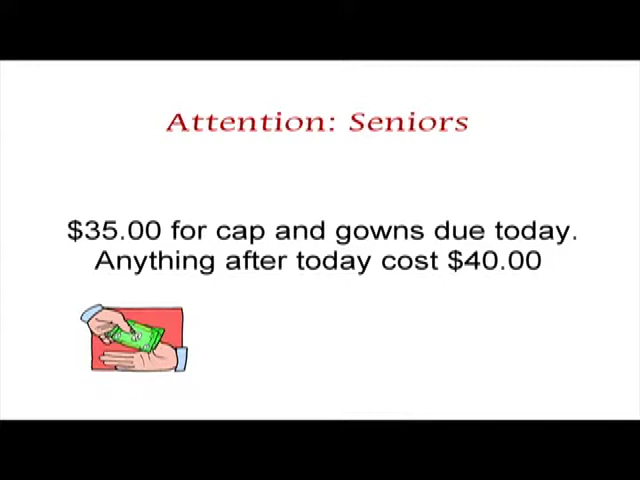 Attention: Seniors
$35.00 for cap and gowns due today.
Anything after today cost $40.00